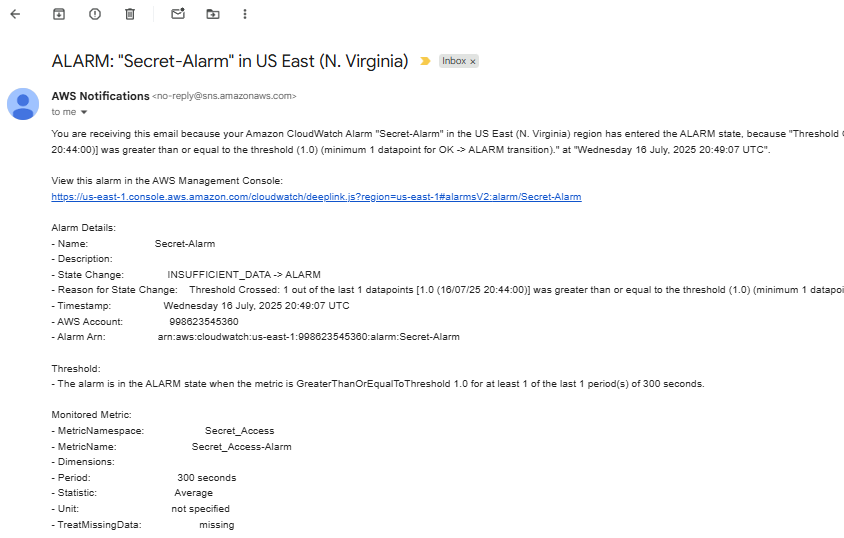 ALARM: "Secret-Alarm" in US East (N. Virginia) Inbox ×
AWS Notifications <no-reply@sns.amazonaws.com>
to me
You are receiving this email because your Amazon CloudWatch Alarm "Secret-Alarm" in the US East (N. Virginia) region has entered the ALARM state, because "Threshold
20:44:00)] was greater than or equal to the threshold (1.0) (minimum 1 datapoint for OK -> ALARM transition)." at "Wednesday 16 July, 2025 20:49:07 UTC".
View this alarm in the AWS Management Console:
https://us-east-1.console.aws.amazon.com/cloudwatch/deeplink.js?region=us-east-1#alarmsV2:alarm/Secret-Alarm
Alarm Details:
- Name: Secret-Alarm
- Description:
- State Change: INSUFFICIENT_DATA -> ALARM
- Reason for State Change: Threshold Crossed: 1 out of the last 1 datapoints [1.0 (16/07/25 20:44:00)] was greater than or equal to the threshold (1.0) (minimum 1 datapoi
- Timestamp: Wednesday 16 July, 2025 20:49:07 UTC
- AWS Account: 998623545360
- Alarm Arn: arn:aws:cloudwatch:us-east-1:998623545360:alarm:Secret-Alarm
Threshold:
- The alarm is in the ALARM state when the metric is GreaterThanOrEqualToThreshold 1.0 for at least 1 of the last 1 period(s) of 300 seconds.
Monitored Metric:
- MetricNamespace: Secret_Access
- MetricName: Secret_Access-Alarm
- Dimensions:
- Period: 300 seconds
- Statistic: Average
- Unit: not specified
- TreatMissingData: missing